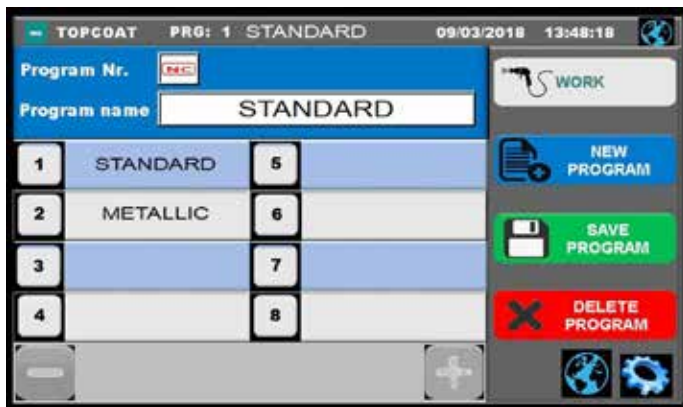 TOPCOAT PRG: 1 STANDARD 09/03/2018 13:48:18
Program Nr. NC
WORK
Program name STANDARD
1 STANDARD 5
NEW
PROGRAM
2 METALLIC 6
SAVE
PROGRAM
3 7
4 8
DELETE
PROGRAM